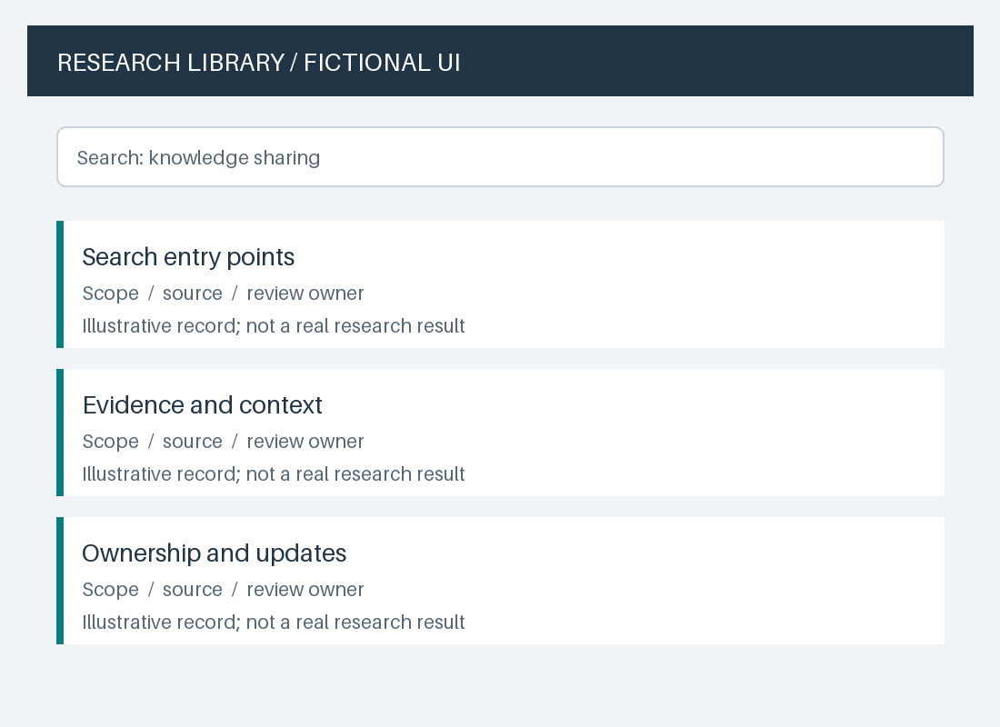 RESEARCH LIBRARY / FICTIONAL UI
Search: knowledge sharing
Search entry points
Scope / source / review owner
Illustrative record; not a real research result
Evidence and context
Scope / source / review owner
Illustrative record; not a real research result
Ownership and updates
Scope / source / review owner
Illustrative record; not a real research result